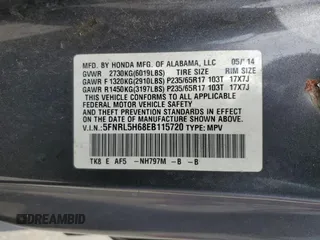 MFD. BY HONDA MFG. OF ALABAMA, LLC 05/14
GVWR 2730KG(6019LBS) TIRE SIZE RIM SIZE
GAWR F1320KG(2910LBS) P235/65R17 103T 17X7J
GAWR R1450KG(3197LBS) P235/65R17 103T 17X7J
THIS VEHICLE CONFORMS TO ALL APPLICABLE FEDERAL MOTOR VEHICLE
SAFETY AND THEFT PREVENTION STANDARDS IN EFFECT ON THE DATE
OF MANUFACTURE SHOWN ABOVE.
V.I.N:5FNRL5H68EB115720 TYPE: MPV
TK8 E AF5 -NH797M -B -B
AUTOBIDMASTER